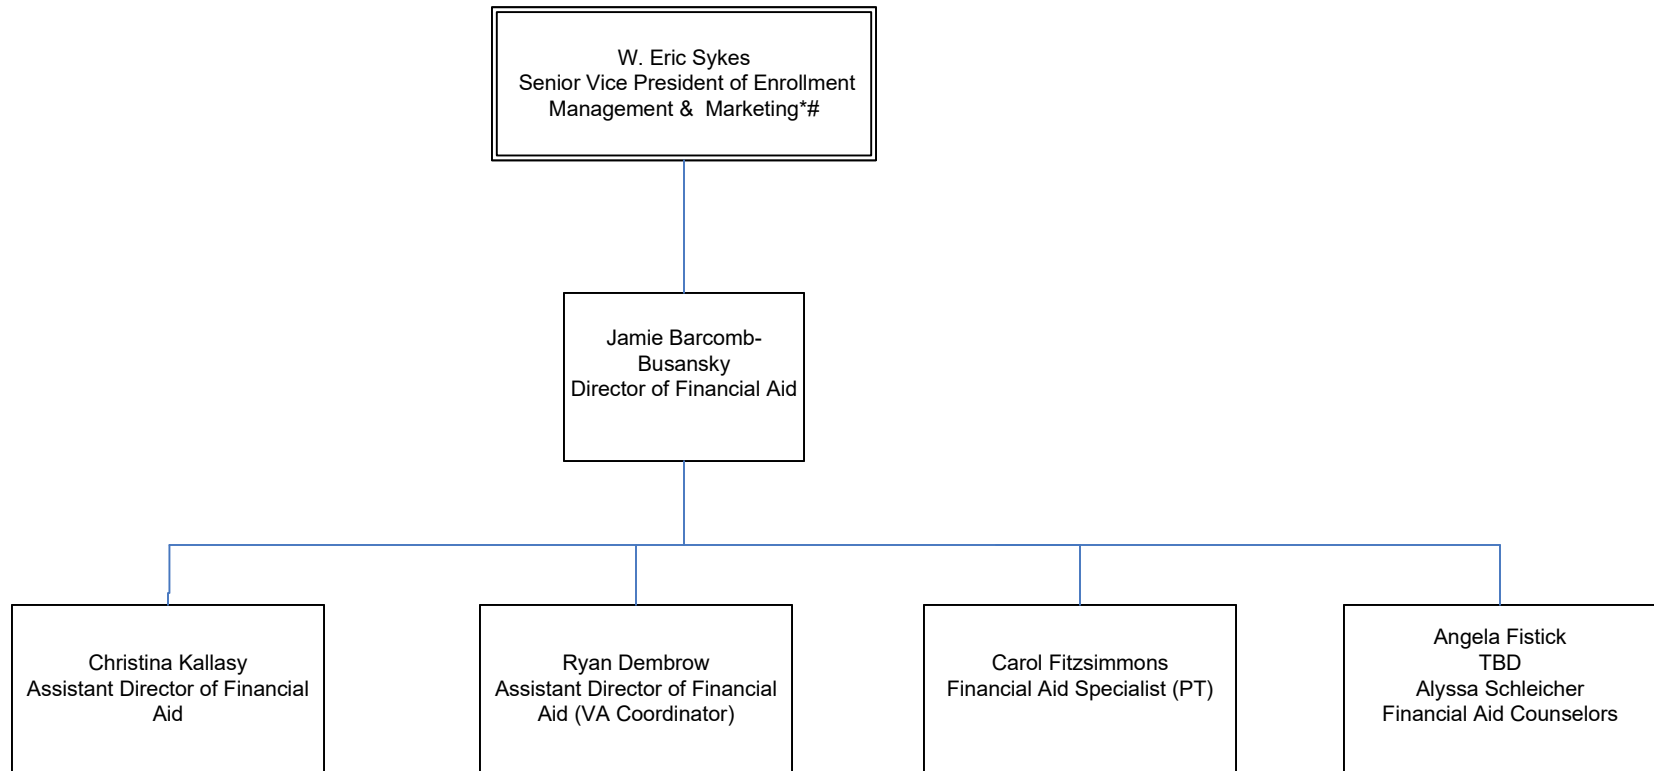 W. Eric Sykes
Senior Vice President of Enrollment
Management &  Marketing*#
Jamie Barcomb-
Busansky
Director of Financial Aid
Christina Kallasy
Assistant Director of Financial
Aid
Ryan Dembrow
Assistant Director of Financial
Aid (VA Coordinator)
Carol Fitzsimmons
Financial Aid Specialist (PT)
Angela Fistick
TBD
Alyssa Schleicher
Financial Aid Counselors